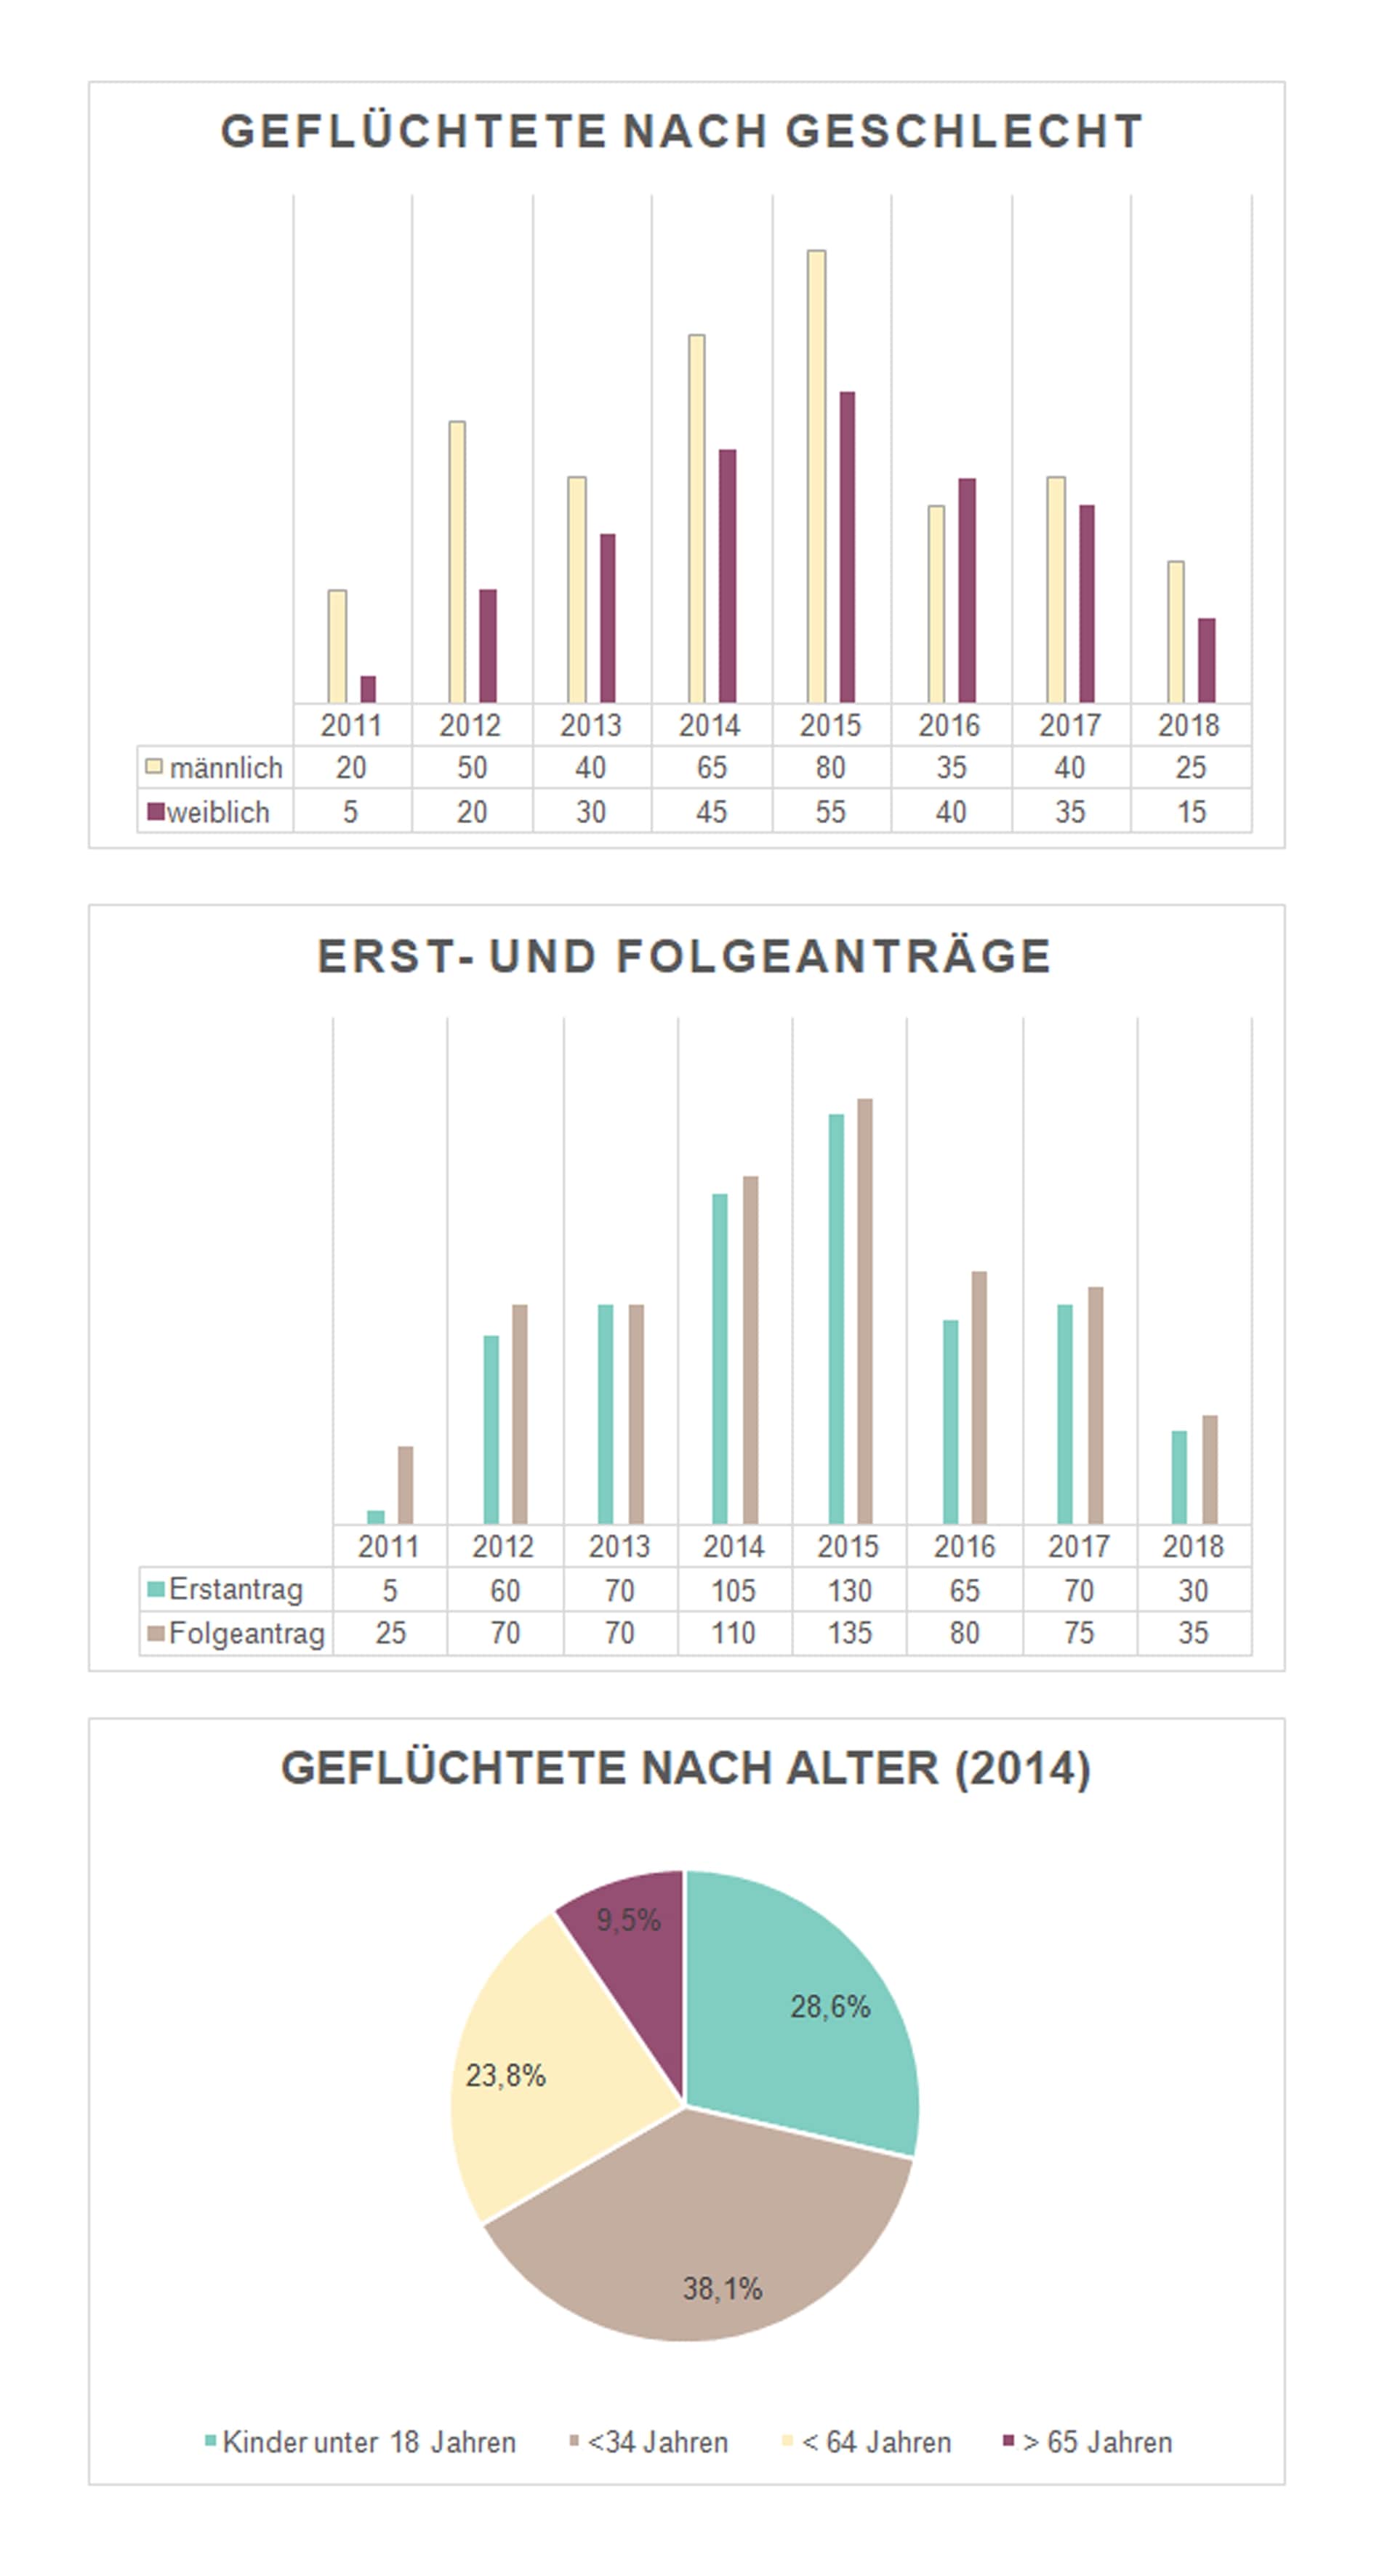 GEFLÜCHTETE NACH GESCHLECHT
2011 2012 2013 2014 2015 2016 2017 2018
männlich 20 50 40 65 80 35 40 25
weiblich 5 20 30 45 55 40 35 15
ERST- UND FOLGEANTRÄGE
2011 2012 2013 2014 2015 2016 2017 2018
Erstantrag 5 60 70 105 130 65 70 30
Folgeantrag 25 70 70 110 135 80 75 35
GEFLÜCHTETE NACH ALTER (2014)
9,5%
28,6%
23,8%
38,1%
Kinder unter 18 Jahren <34 Jahren < 64 Jahren > 65 Jahren